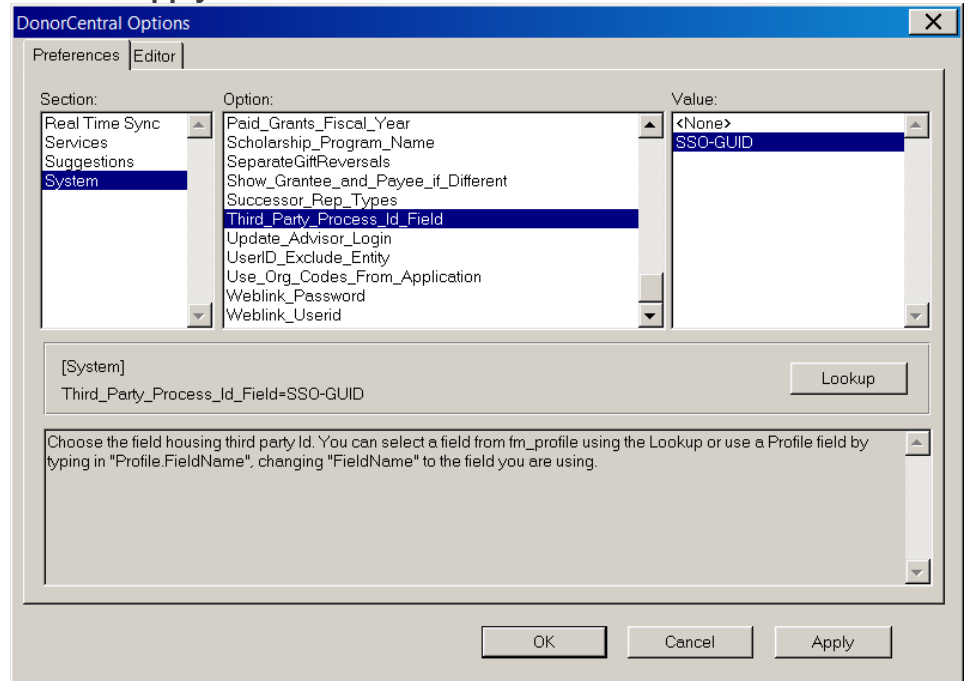 DonorCentral Options
Preferences Editor
Section: Option: Value:
Real Time Sync
Services
Suggestions
System
Paid_Grants_Fiscal_Year
Scholarship_Program_Name
SeparateGiftReversals
Show_Grantee_and_Payee_if_Different
Successor_Rep_Types
Third_Party_Process_Id_Field
Update_Advisor_Login
UserID_Exclude_Entity
Use_Org_Codes_From_Application
Weblink_Password
Weblink_Userid
<None>
SSO-GUID
[System]
Third_Party_Process_Id_Field=SSO-GUID
Lookup
Choose the field housing third party Id. You can select a field from fm_profile using the Lookup or use a Profile field by
typing in "Profile.FieldName", changing "FieldName" to the field you are using.
OK Cancel Apply